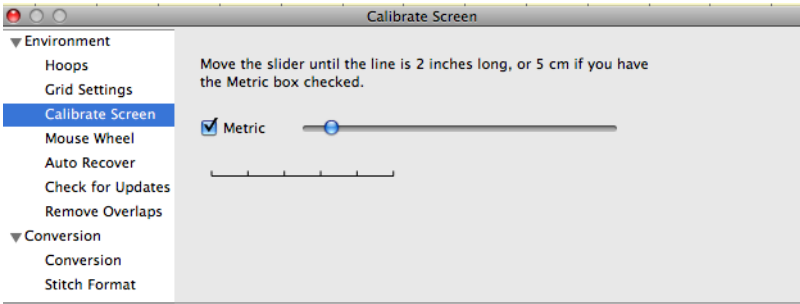 Calibrate Screen
Environment
Hoops
Grid Settings
Calibrate Screen
Mouse Wheel
Auto Recover
Check for Updates
Remove Overlaps
Conversion
Conversion
Stitch Format
Move the slider until the line is 2 inches long, or 5 cm if you have
the Metric box checked.
Metric